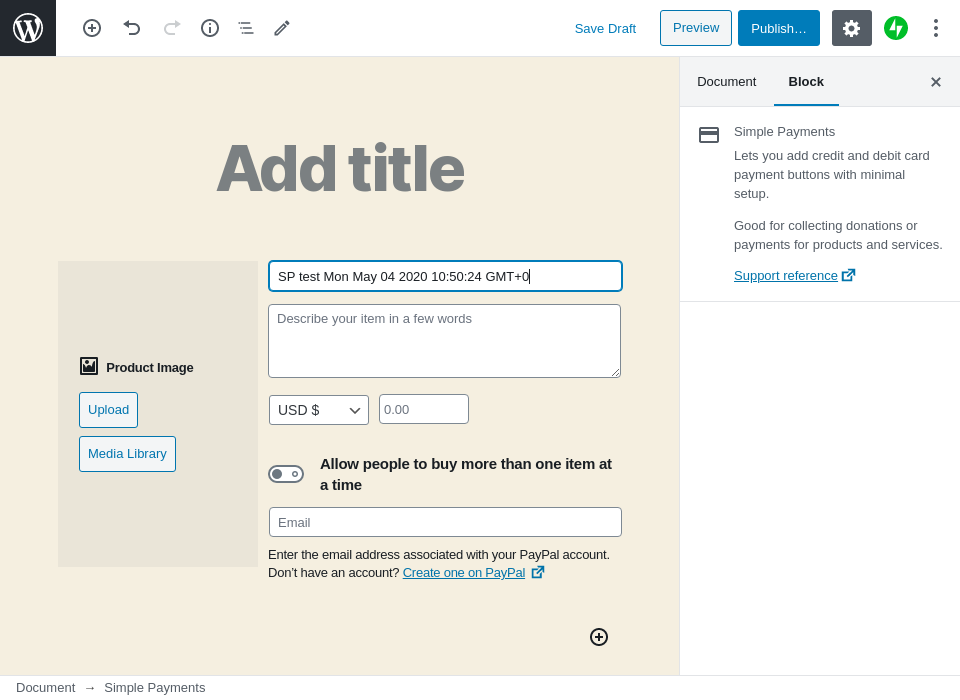 Save Draft
Preview
Publish…
Document
Block
Simple Payments
Lets you add credit and debit card
payment buttons with minimal
setup.
Good for collecting donations or
payments for products and services.
Support reference
Add title
SP test Mon May 04 2020 10:50:24 GMT+0
Describe your item in a few words
Product Image
Upload
Media Library
USD $
0.00
Allow people to buy more than one item at
a time
Email
Enter the email address associated with your PayPal account.
Don’t have an account? Create one on PayPal
Document → Simple Payments